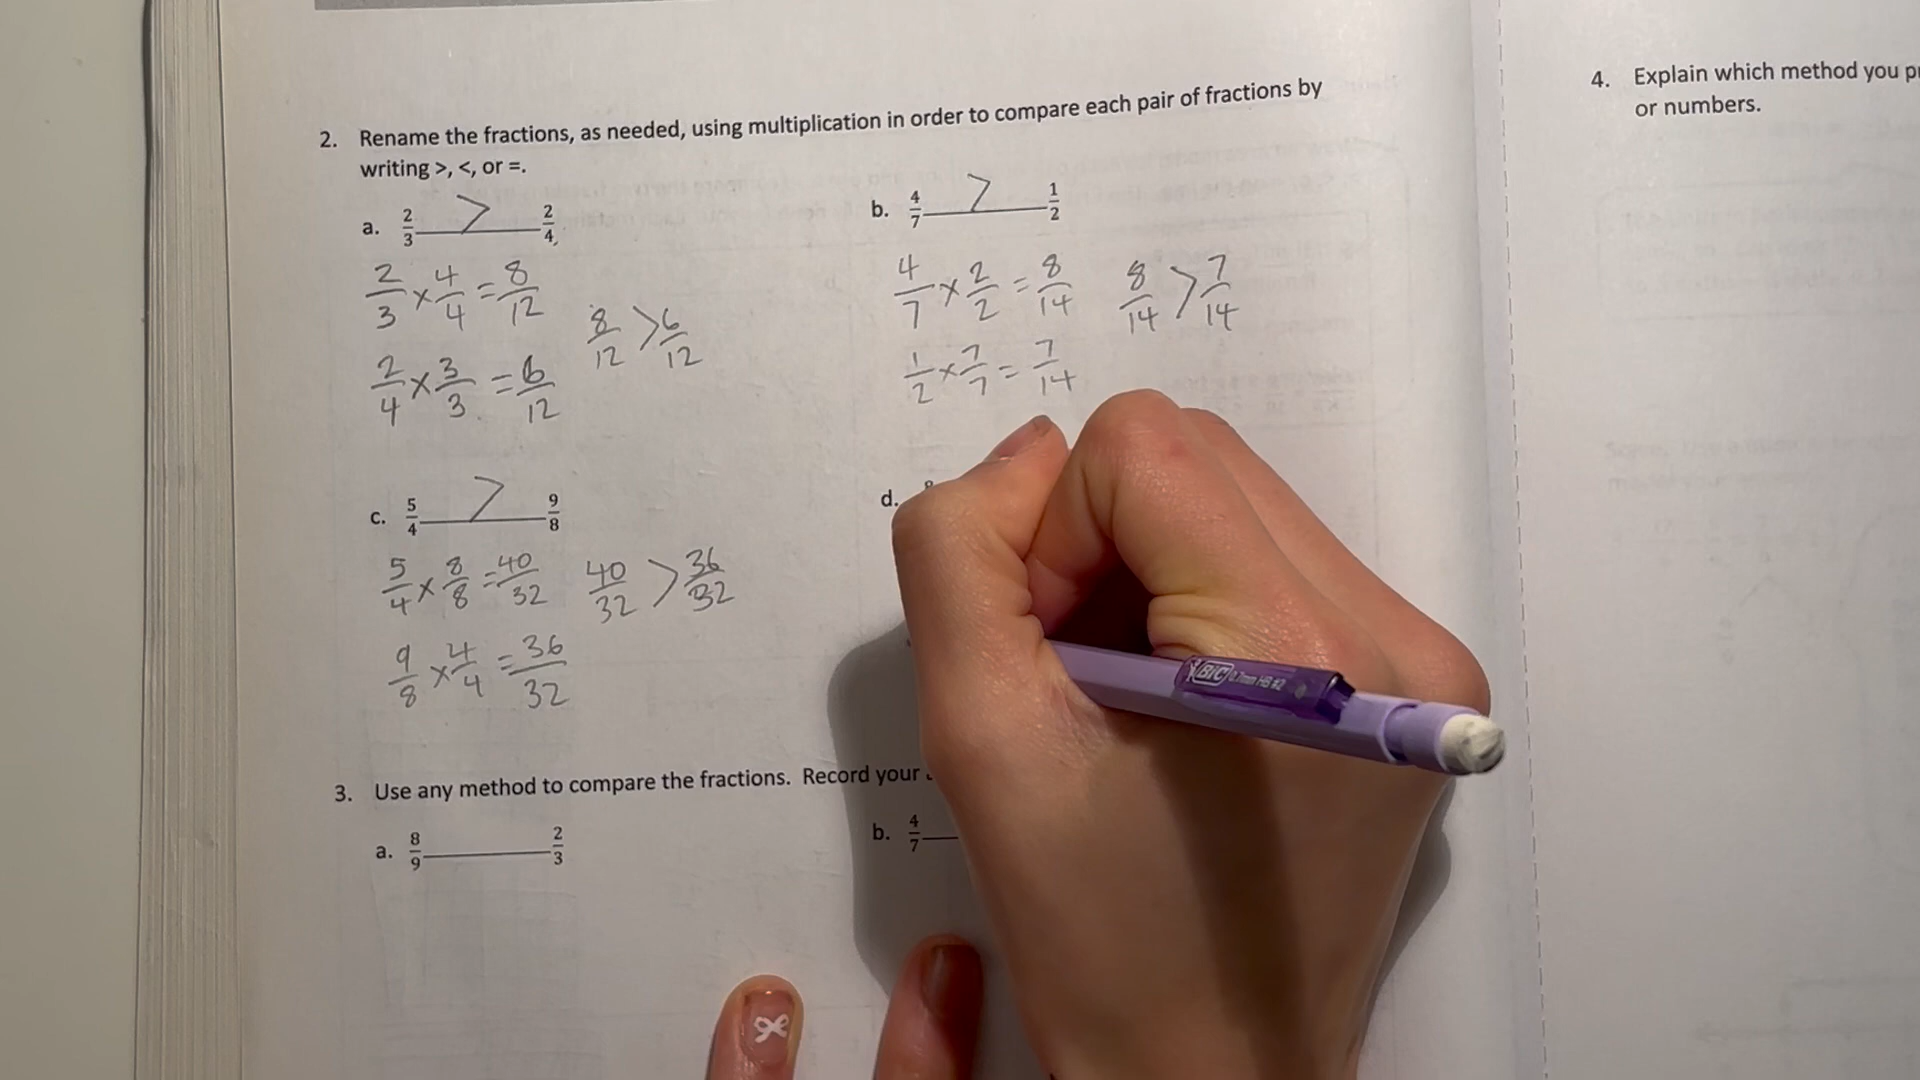 2. Rename the fractions, as needed, using multiplication in order to compare each pair of fractions by
writing >, <, or =.
a. 2/3 > 2/4
2/3 × 4/4 = 8/12
8/12 > 6/12
2/4 × 3/3 = 6/12
b. 4/7 > 1/2
4/7 × 2/2 = 8/14 8/14 > 7/14
1/2 × 7/7 = 7/14
c. 5/4 > 9/8
5/4 × 8/8 = 40/32 40/32 > 36/32
9/8 × 4/4 = 36/32
d.
3. Use any method to compare the fractions. Record your
a. 8/9 ____ 2/3
b. 4/7
4. Explain which method you
or numbers.
BIC 0.7mm HB #2